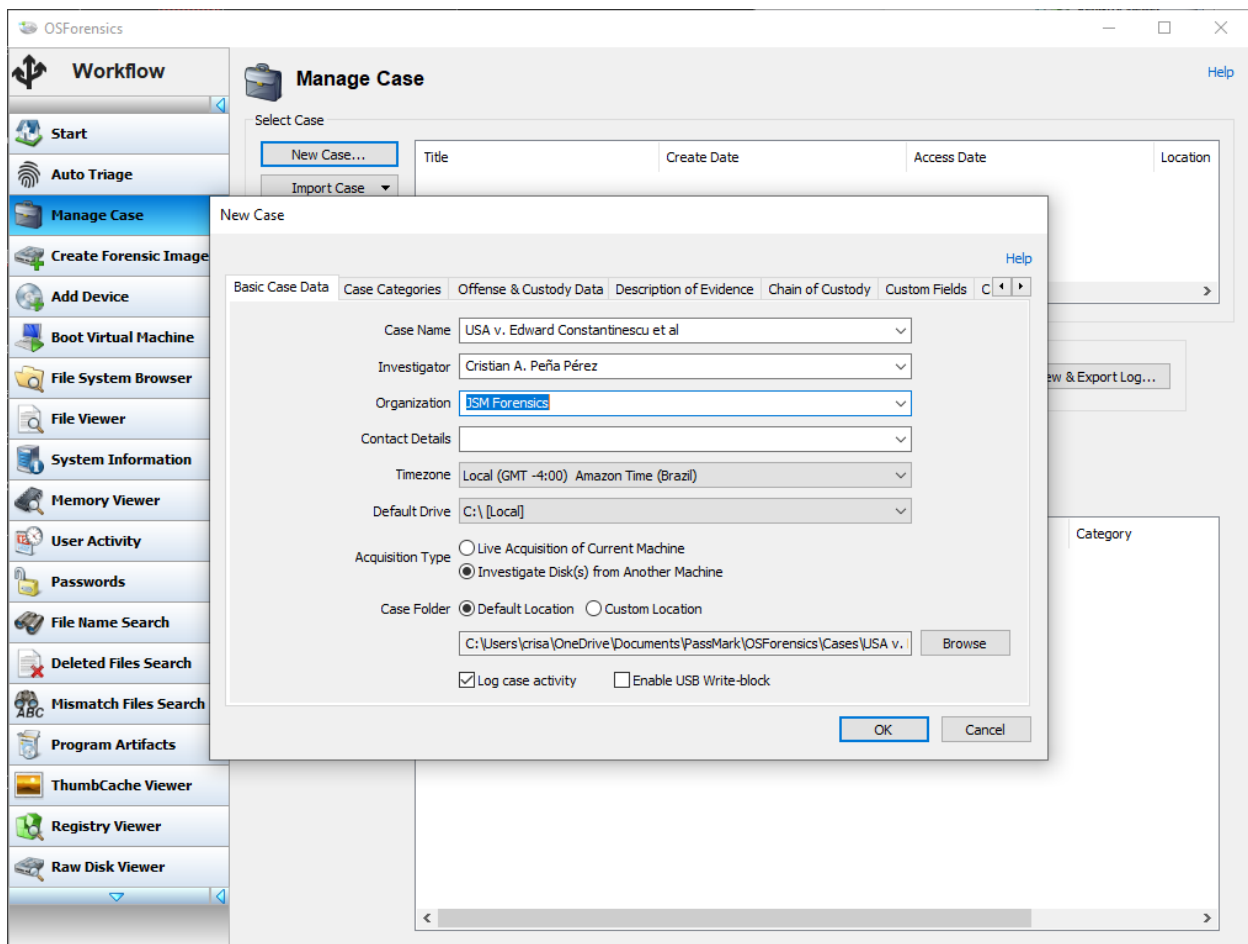 OSForensics
Workflow
Manage Case
Help
Select Case
Start
New Case...
Title
Create Date
Access Date
Location
Auto Triage
Import Case
Manage Case
New Case
Create Forensic Image
Help
Basic Case Data
Case Categories
Offense & Custody Data
Description of Evidence
Chain of Custody
Custom Fields
C
Add Device
Case Name
USA v. Edward Constantinescu et al
Boot Virtual Machine
Investigator
Cristian A. Peña Pérez
File System Browser
ew & Export Log...
Organization
JSM Forensics
File Viewer
Contact Details
System Information
Timezone
Local (GMT -4:00) Amazon Time (Brazil)
Memory Viewer
Default Drive
C:\ [Local]
User Activity
Category
Acquisition Type
Live Acquisition of Current Machine
Investigate Disk(s) from Another Machine
Passwords
Case Folder
Default Location
Custom Location
File Name Search
C:\Users\crisa\OneDrive\Documents\PassMark\OSForensics\Cases\USA v.
Browse
Deleted Files Search
Log case activity
Enable USB Write-block
Mismatch Files Search
ABC
OK
Cancel
Program Artifacts
ThumbCache Viewer
Registry Viewer
Raw Disk Viewer